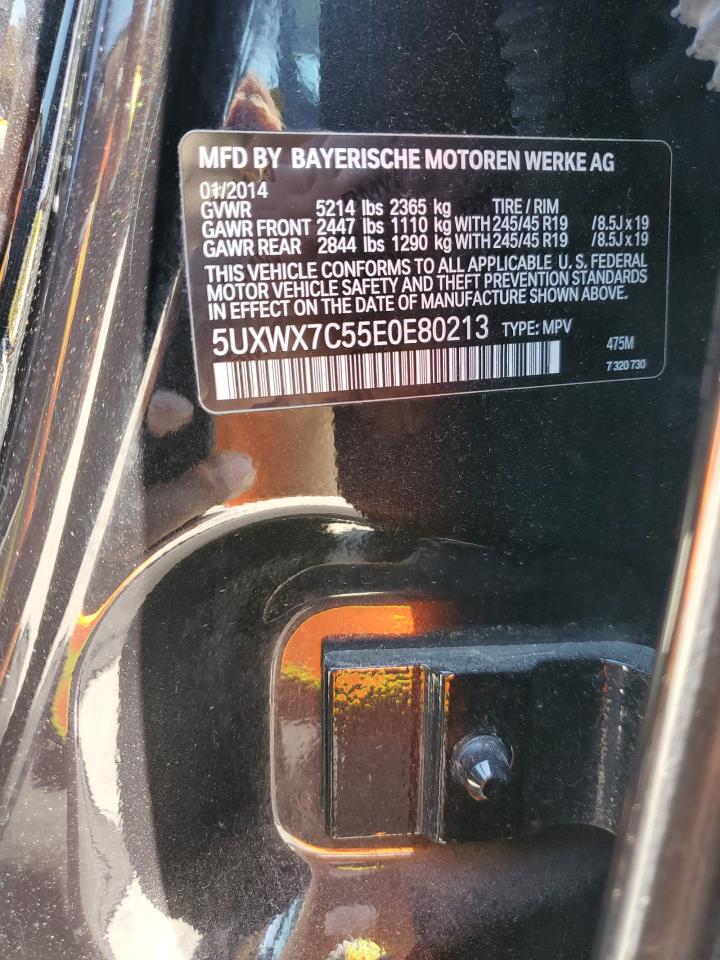 MFD BY BAYERISCHE MOTOREN WERKE AG
01/2014
GVWR 5214 lbs 2365 kg TIRE / RIM
GAWR FRONT 2447 lbs 1110 kg WITH 245/45 R19 /8.5J x 19
GAWR REAR 2844 lbs 1290 kg WITH 245/45 R19 /8.5J x 19
THIS VEHICLE CONFORMS TO ALL APPLICABLE U. S. FEDERAL
MOTOR VEHICLE SAFETY AND THEFT PREVENTION STANDARDS
IN EFFECT ON THE DATE OF MANUFACTURE SHOWN ABOVE.
5UXWX7C55E0E80213 TYPE: MPV
475M
7 320 730